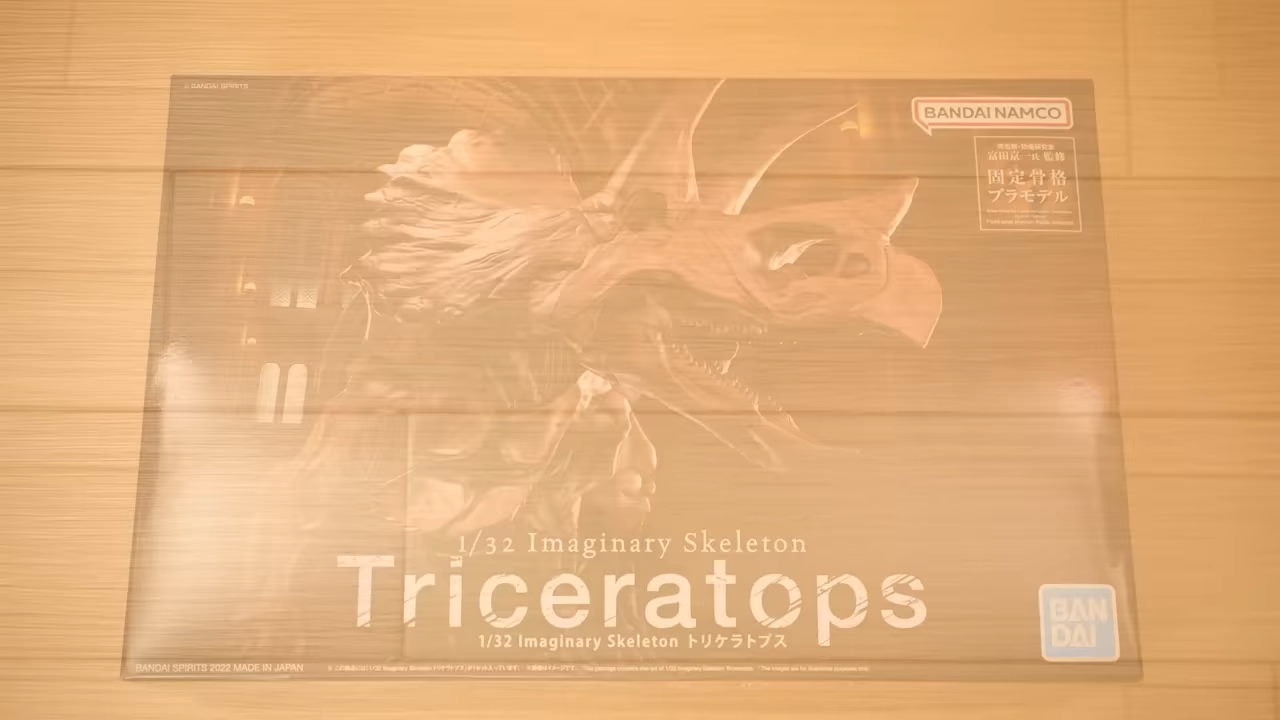 © BANDAI SPIRITS
BANDAI NAMCO
富田京一氏 監修
固定骨格
プラモデル
1/32 Imaginary Skeleton
Triceratops
1/32 Imaginary Skeleton トリケラトプス
BAN
DAI
BANDAI SPIRITS 2022 MADE IN JAPAN